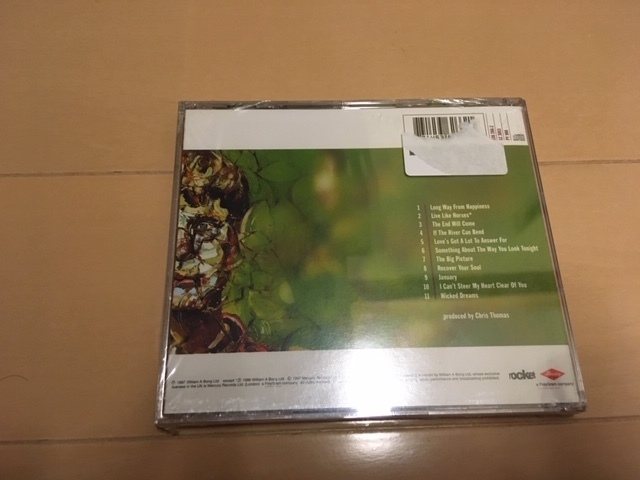 1 Long Way From Happiness
2 Live Like Horses*
3 The End Will Come
4 If The River Can Bend
5 Love's Got A Lot To Answer For
6 Something About The Way You Look Tonight
7 The Big Picture
8 Recover Your Soul
9 January
10 I Can't Steer My Heart Clear Of You
11 Wicked Dreams
produced by Chris Thomas
rocket
a PolyGram company